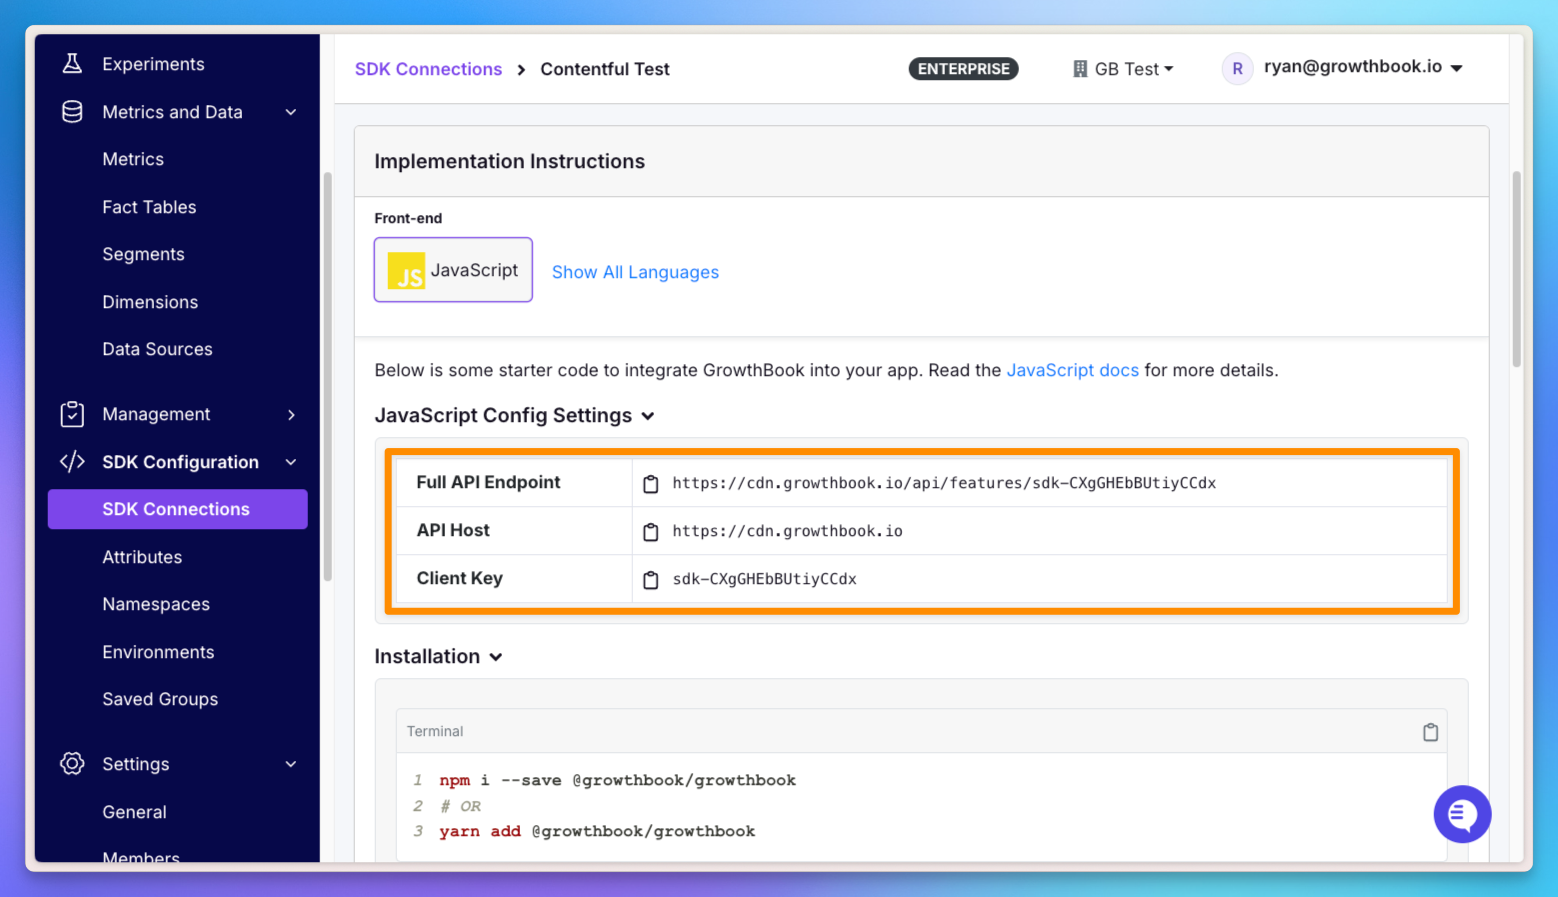 Experiments
Metrics and Data
Metrics
Fact Tables
Segments
Dimensions
Data Sources
Management
SDK Configuration
SDK Connections
Attributes
Namespaces
Environments
Saved Groups
Settings
General
Members
SDK Connections > Contentful Test
ENTERPRISE
GB Test
R
ryan@growthbook.io
Implementation Instructions
Front-end
JS JavaScript
Show All Languages
Below is some starter code to integrate GrowthBook into your app. Read the JavaScript docs for more details.
JavaScript Config Settings
Full API Endpoint https://cdn.growthbook.io/api/features/sdk-CXgGHEbBUtiyCCdx
API Host https://cdn.growthbook.io
Client Key sdk-CXgGHEbBUtiyCCdx
Installation
Terminal
1 npm i --save @growthbook/growthbook
2 # OR
3 yarn add @growthbook/growthbook